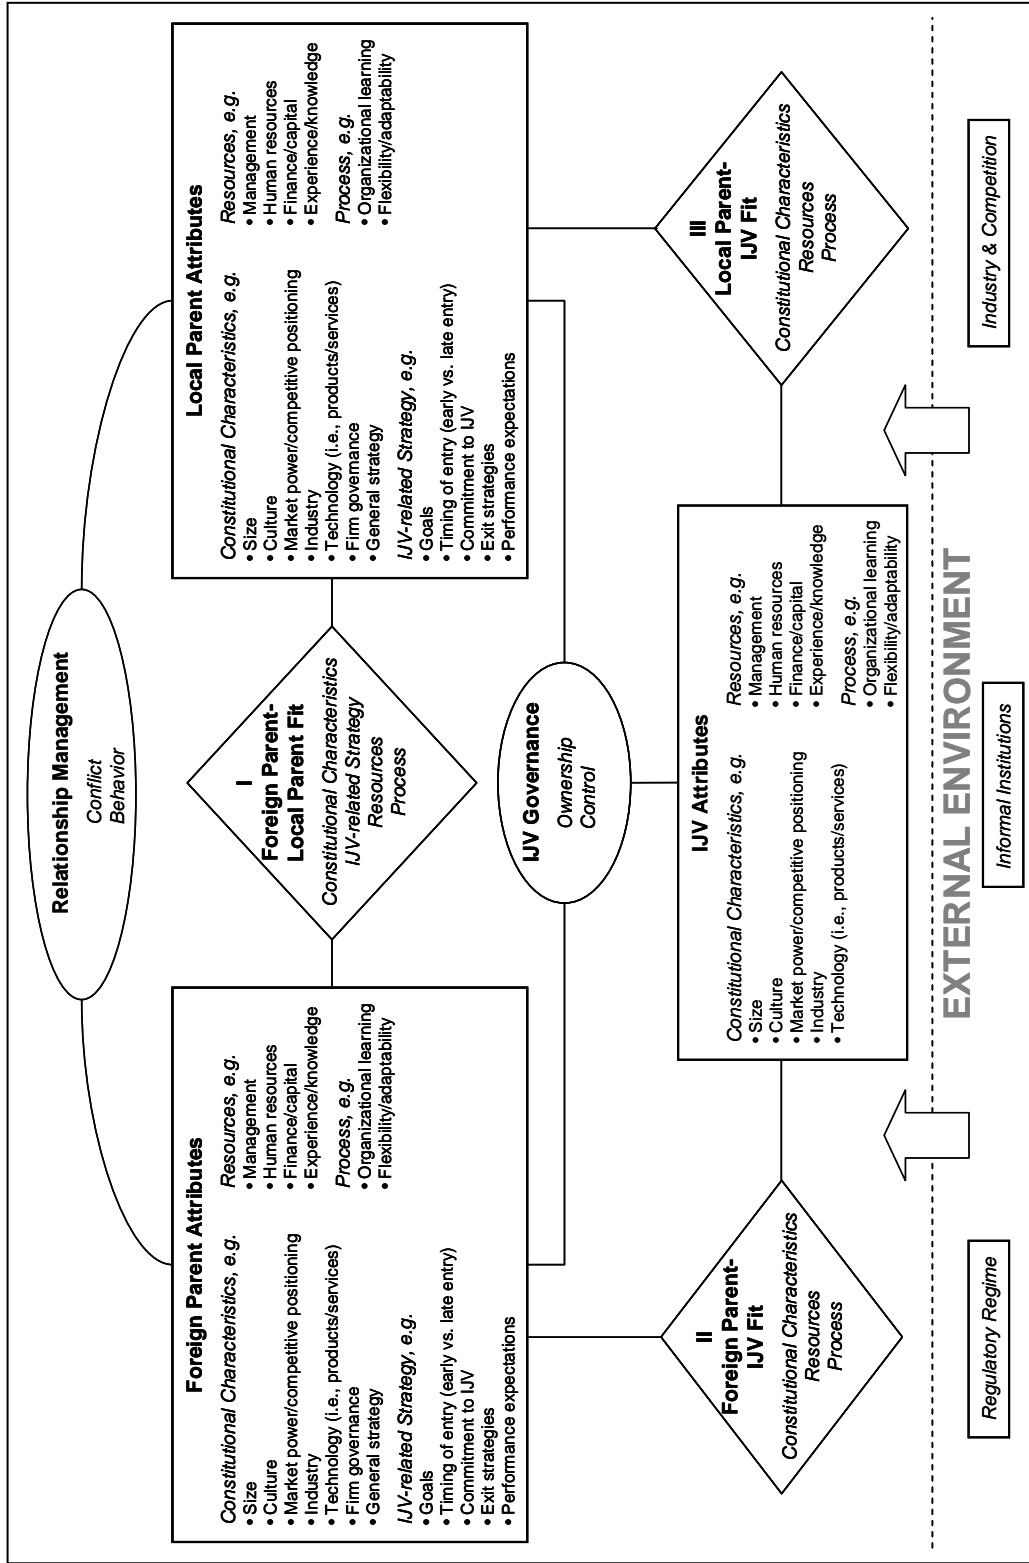 Relationship Management
Conflict
Behavior
Foreign Parent Attributes
Constitutional Characteristics, e.g.
• Size
• Culture
• Market power/competitive positioning
• Industry
• Technology (i.e., products/services)
• Firm governance
• General strategy
IJV-related Strategy, e.g.
• Goals
• Timing of entry (early vs. late entry)
• Commitment to IJV
• Exit strategies
• Performance expectations
Resources, e.g.
• Management
• Human resources
• Finance/capital
• Experience/knowledge
Process, e.g.
• Organizational learning
• Flexibility/adaptability
I
Foreign Parent-
Local Parent Fit
Constitutional Characteristics
IJV-related Strategy
Resources
Process
Local Parent Attributes
Constitutional Characteristics, e.g.
• Size
• Culture
• Market power/competitive positioning
• Industry
• Technology (i.e., products/services)
• Firm governance
• General strategy
IJV-related Strategy, e.g.
• Goals
• Timing of entry (early vs. late entry)
• Commitment to IJV
• Exit strategies
• Performance expectations
Resources, e.g.
• Management
• Human resources
• Finance/capital
• Experience/knowledge
Process, e.g.
• Organizational learning
• Flexibility/adaptability
IJV Governance
Ownership
Control
II
Foreign Parent-
IJV Fit
Constitutional Characteristics
Resources
Process
IJV Attributes
Constitutional Characteristics, e.g.
• Size
• Culture
• Market power/competitive positioning
• Industry
• Technology (i.e., products/services)
Resources, e.g.
• Management
• Human resources
• Finance/capital
• Experience/knowledge
Process, e.g.
• Organizational learning
• Flexibility/adaptability
III
Local Parent-
IJV Fit
Constitutional Characteristics
Resources
Process
EXTERNAL ENVIRONMENT
Regulatory Regime
Informal Institutions
Industry & Competition